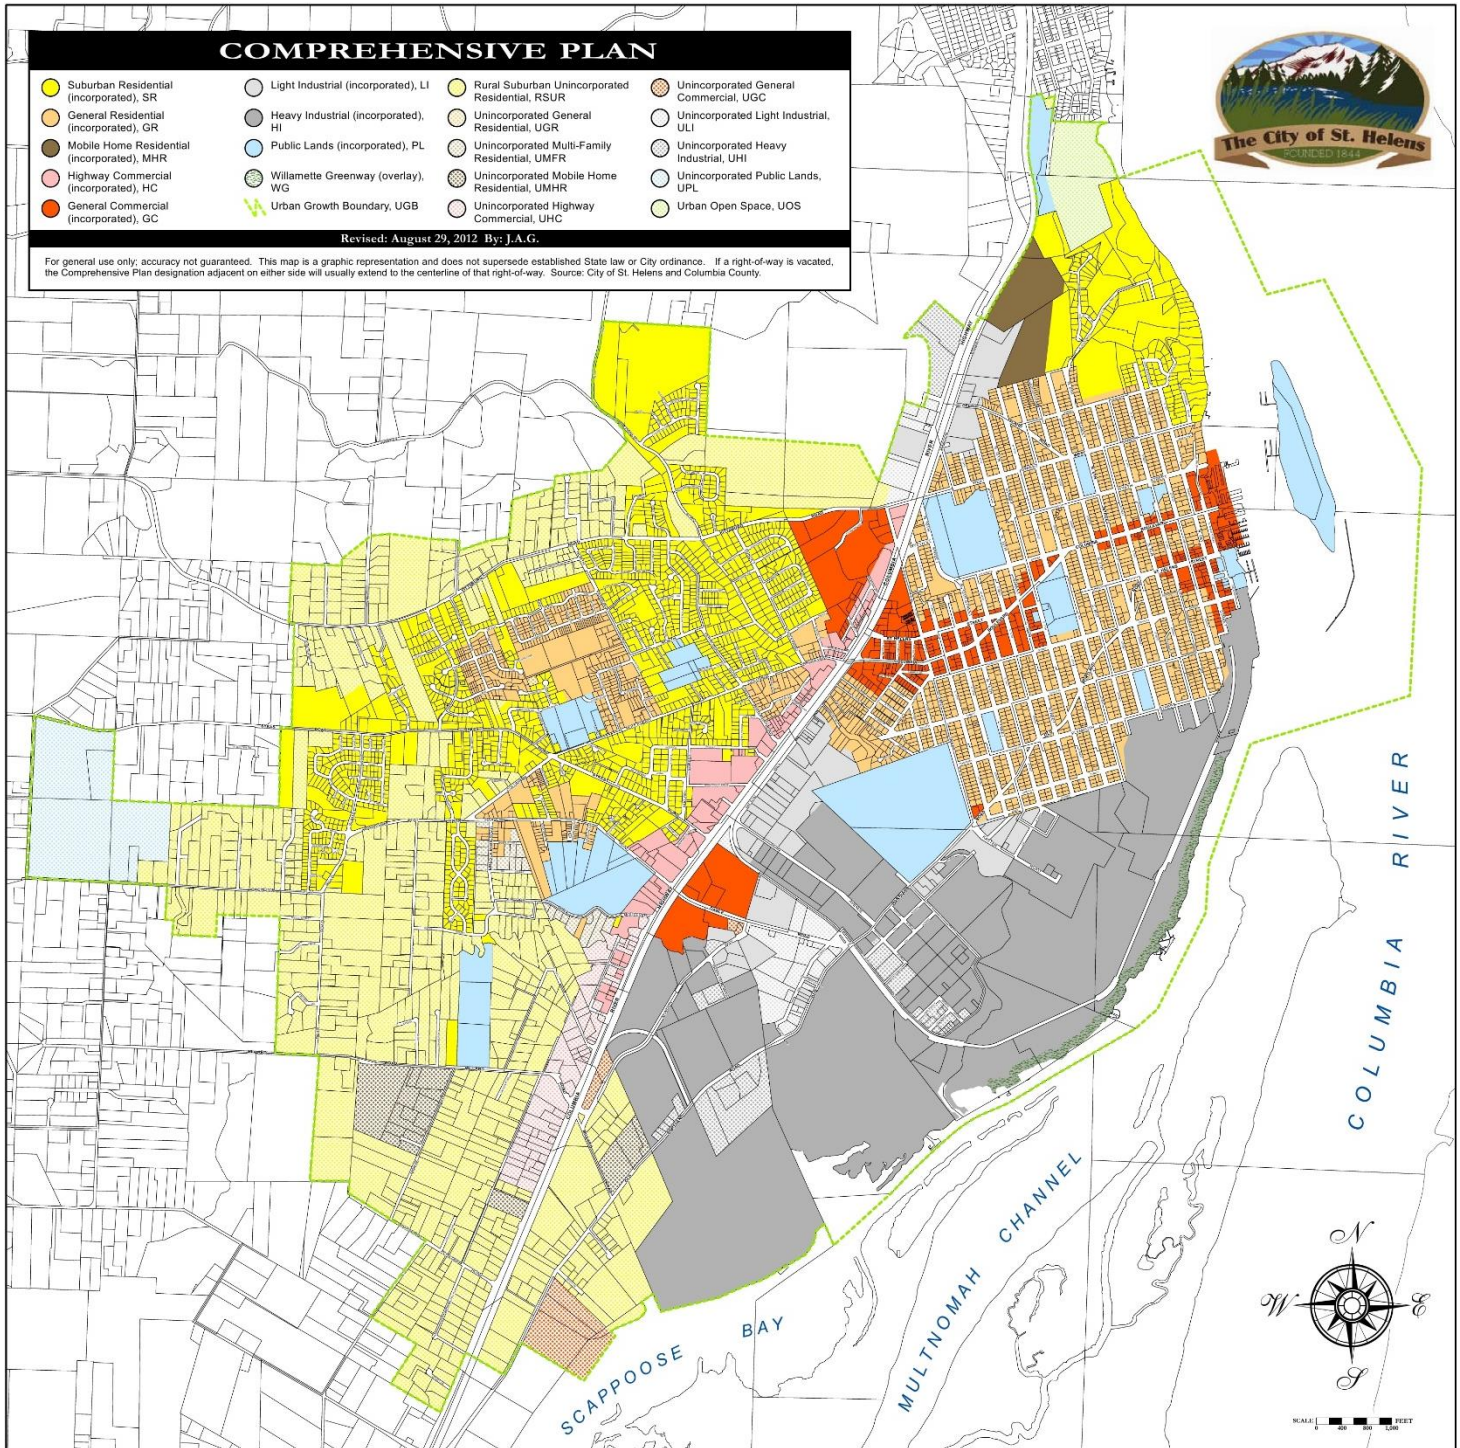 COMPREHENSIVE PLAN
Suburban Residential
(incorporated), SR
General Residential
(incorporated), GR
Mobile Home Residential
(incorporated), MHR
Highway Commercial
(incorporated), HC
General Commercial
(incorporated), GC
Light Industrial (incorporated), LI
Heavy Industrial (incorporated),
HI
Public Lands (incorporated), PL
Willamette Greenway (overlay),
WG
Urban Growth Boundary, UGB
Rural Suburban Unincorporated
Residential, RSUR
Unincorporated General
Residential, UGR
Unincorporated Multi-Family
Residential, UMFR
Unincorporated Mobile Home
Residential, UMHR
Unincorporated Highway
Commercial, UHC
Unincorporated General
Commercial, UGC
Unincorporated Light Industrial,
ULI
Unincorporated Heavy
Industrial, UHI
Unincorporated Public Lands,
UPL
Urban Open Space, UOS
Revised: August 29, 2012 By: J.A.G.
For general use only; accuracy not guaranteed. This map is a graphic representation and does not supersede established State law or City ordinance. If a right-of-way is vacated,
the Comprehensive Plan designation adjacent on either side will usually extend to the centerline of that right-of-way. Source: City of St. Helens and Columbia County.
The City of St. Helens
FOUNDED 1844
HIGHWAY
RIVER
COLUMBIA
RIVER
COLUMBIA
COLUMBIA RIVER
MULTNOMAH CHANNEL
SCAPPOOSE BAY
N
W
E
S
SCALE
FEET
0
400
800